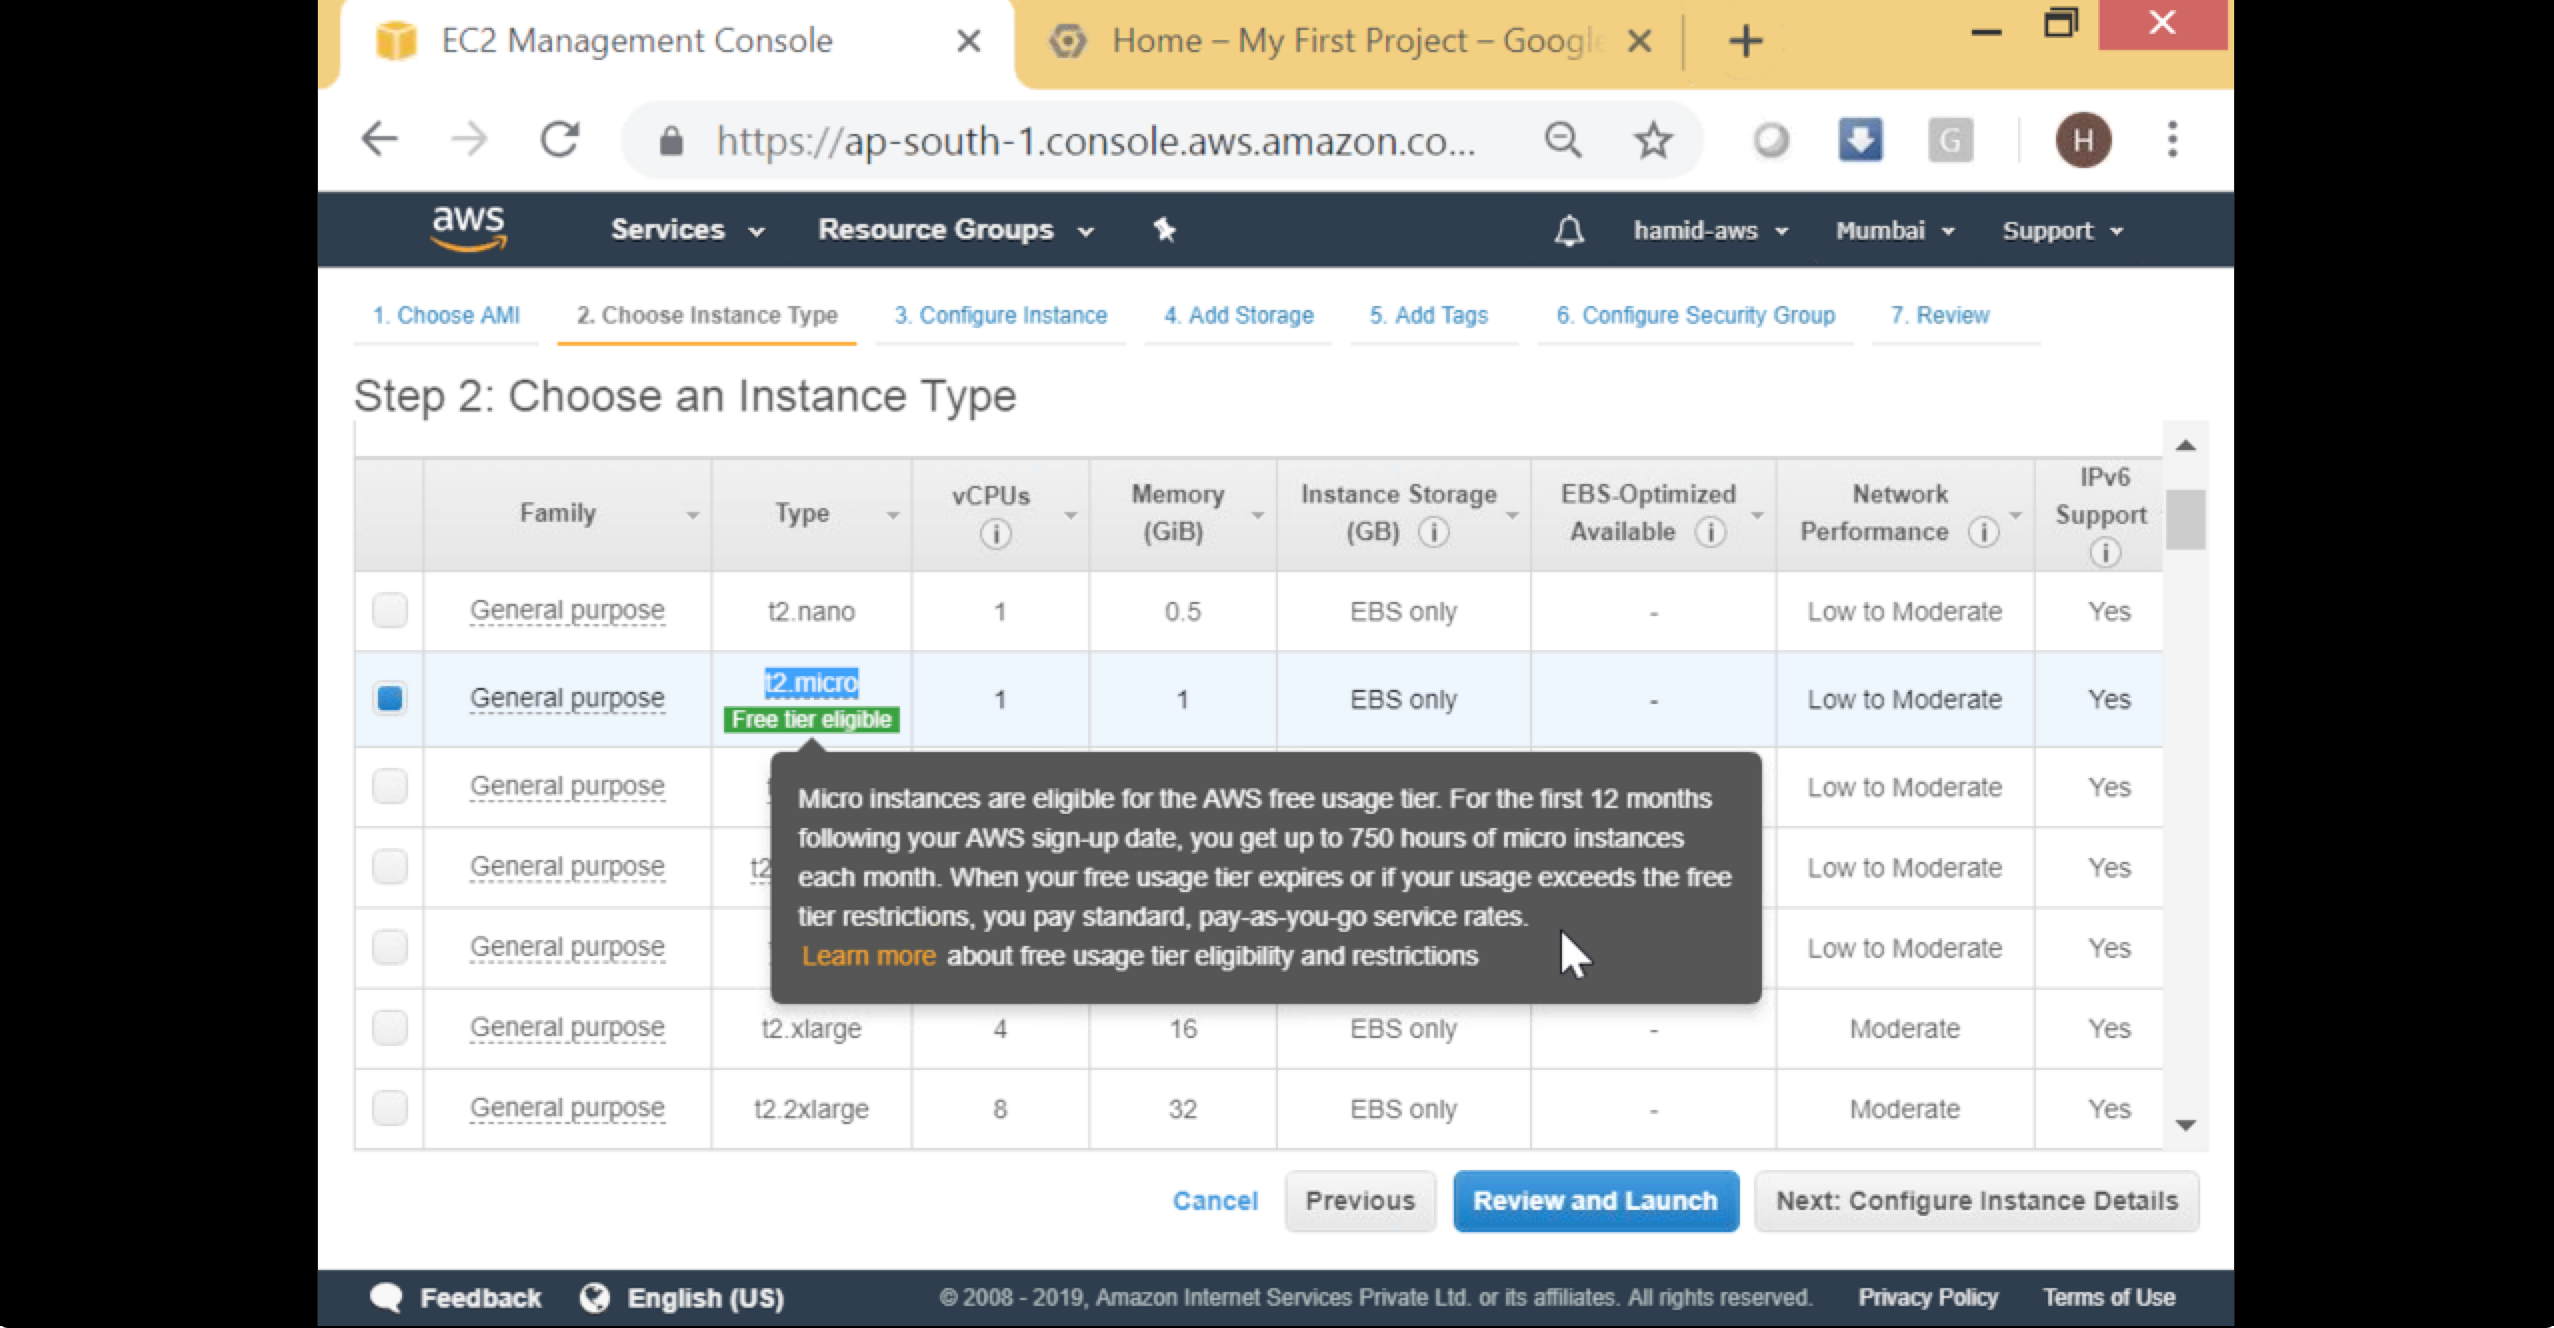 EC2 Management Console
Home – My First Project – Google
https://ap-south-1.console.aws.amazon.co...
G
H
aws
Services
Resource Groups
hamid-aws
Mumbai
Support
1. Choose AMI
2. Choose Instance Type
3. Configure Instance
4. Add Storage
5. Add Tags
6. Configure Security Group
7. Review
Step 2: Choose an Instance Type
Family Type vCPUs Memory (GiB) Instance Storage (GB) EBS-Optimized Available Network Performance IPv6 Support
General purpose t2.nano 1 0.5 EBS only - Low to Moderate Yes
General purpose t2.micro 1 1 EBS only - Low to Moderate Yes
Free tier eligible
General purpose Low to Moderate Yes
General purpose t2 Low to Moderate Yes
General purpose Low to Moderate Yes
Micro instances are eligible for the AWS free usage tier. For the first 12 months
following your AWS sign-up date, you get up to 750 hours of micro instances
each month. When your free usage tier expires or if your usage exceeds the free
tier restrictions, you pay standard, pay-as-you-go service rates.
Learn more about free usage tier eligibility and restrictions
General purpose t2.xlarge 4 16 EBS only - Moderate Yes
General purpose t2.2xlarge 8 32 EBS only - Moderate Yes
Cancel
Previous
Review and Launch
Next: Configure Instance Details
Feedback
English (US)
© 2008 - 2019, Amazon Internet Services Private Ltd. or its affiliates. All rights reserved.
Privacy Policy
Terms of Use